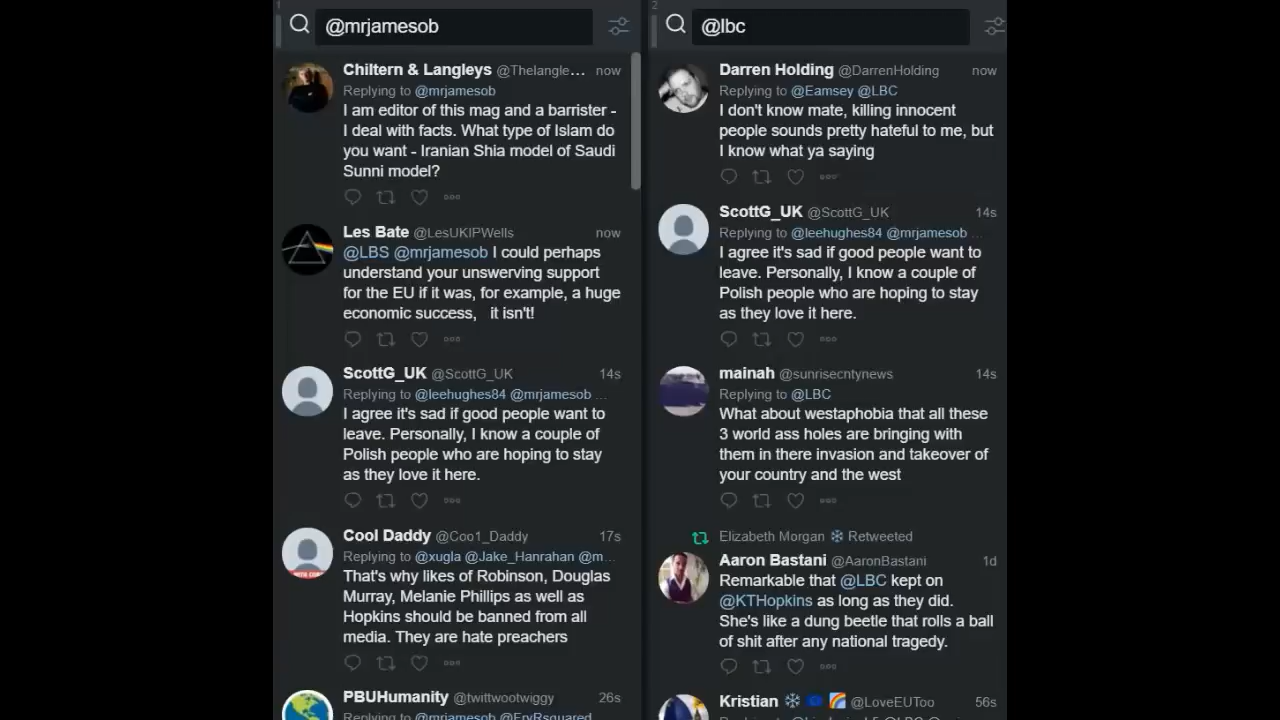 1
@mrjamesob
Chiltern & Langleys @Thelangle... now
Replying to @mrjamesob
I am editor of this mag and a barrister -
I deal with facts. What type of Islam do
you want - Iranian Shia model of Saudi
Sunni model?
Les Bate @LesUKIPWells now
@LBS @mrjamesob I could perhaps
understand your unswerving support
for the EU if it was, for example, a huge
economic success, it isn't!
ScottG_UK @ScottG_UK 14s
Replying to @leehughes84 @mrjamesob ...
I agree it's sad if good people want to
leave. Personally, I know a couple of
Polish people who are hoping to stay
as they love it here.
Cool Daddy @Coo1_Daddy 17s
Replying to @xugla @Jake_Hanrahan @m...
That's why likes of Robinson, Douglas
Murray, Melanie Phillips as well as
Hopkins should be banned from all
media. They are hate preachers
PBUHumanity @twittwootwiggy 26s
Replying to @mrjamesob @EryRsquared
2
@lbc
Darren Holding @DarrenHolding now
Replying to @Eamsey @LBC
I don't know mate, killing innocent
people sounds pretty hateful to me, but
I know what ya saying
ScottG_UK @ScottG_UK 14s
Replying to @leehughes84 @mrjamesob ...
I agree it's sad if good people want to
leave. Personally, I know a couple of
Polish people who are hoping to stay
as they love it here.
mainah @sunrisecntynews 14s
Replying to @LBC
What about westaphobia that all these
3 world ass holes are bringing with
them in there invasion and takeover of
your country and the west
Elizabeth Morgan ❄ Retweeted
Aaron Bastani @AaronBastani 1d
Remarkable that @LBC kept on
@KTHopkins as long as they did.
She's like a dung beetle that rolls a ball
of shit after any national tragedy.
Kristian ❄ 🇪🇺 🌈 @LoveEUToo 56s